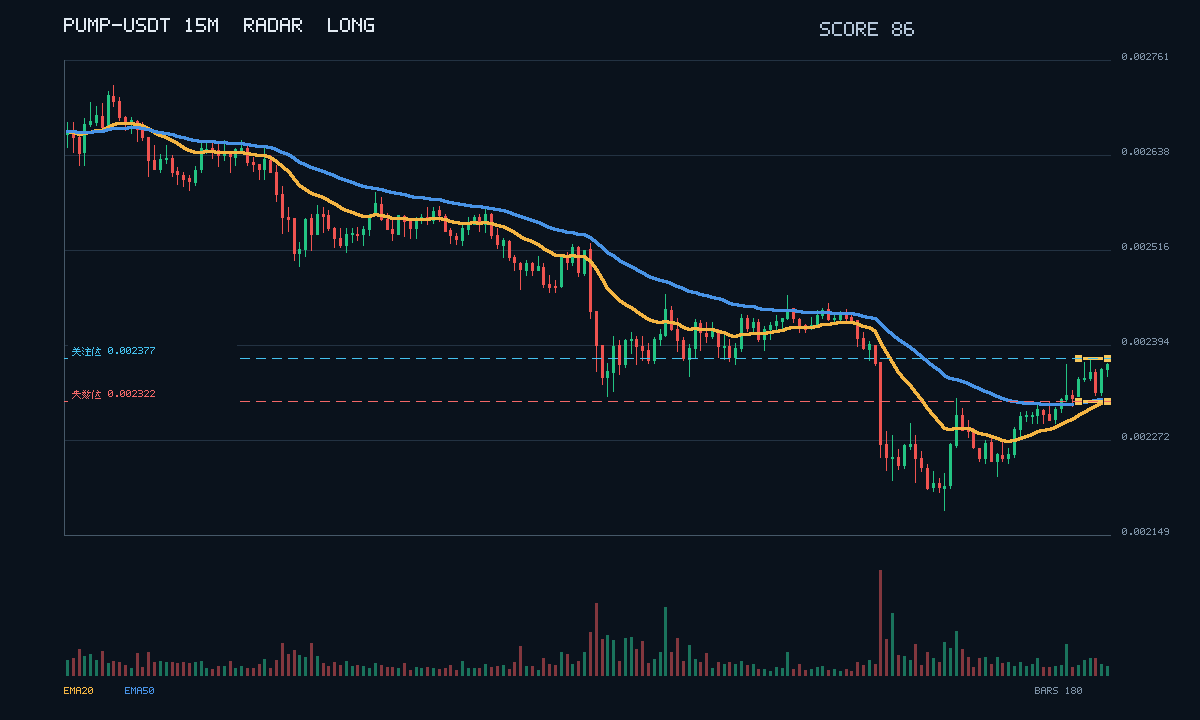 PUMP-USDT 15M RADAR LONG
SCORE 86
0.002761
0.002638
0.002516
0.002394
0.002272
0.002149
关注位 0.002377
失效位 0.002322
EMA20 EMA50
BARS 180